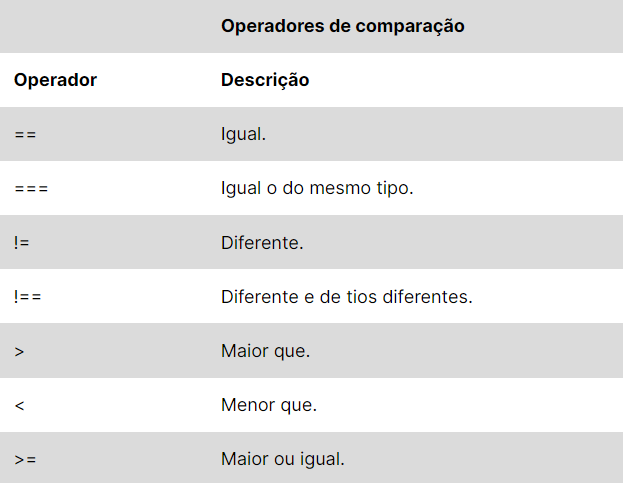 Operadores de comparação
Operador Descrição
== Igual.
=== Igual o do mesmo tipo.
!= Diferente.
!== Diferente e de tios diferentes.
> Maior que.
< Menor que.
>= Maior ou igual.